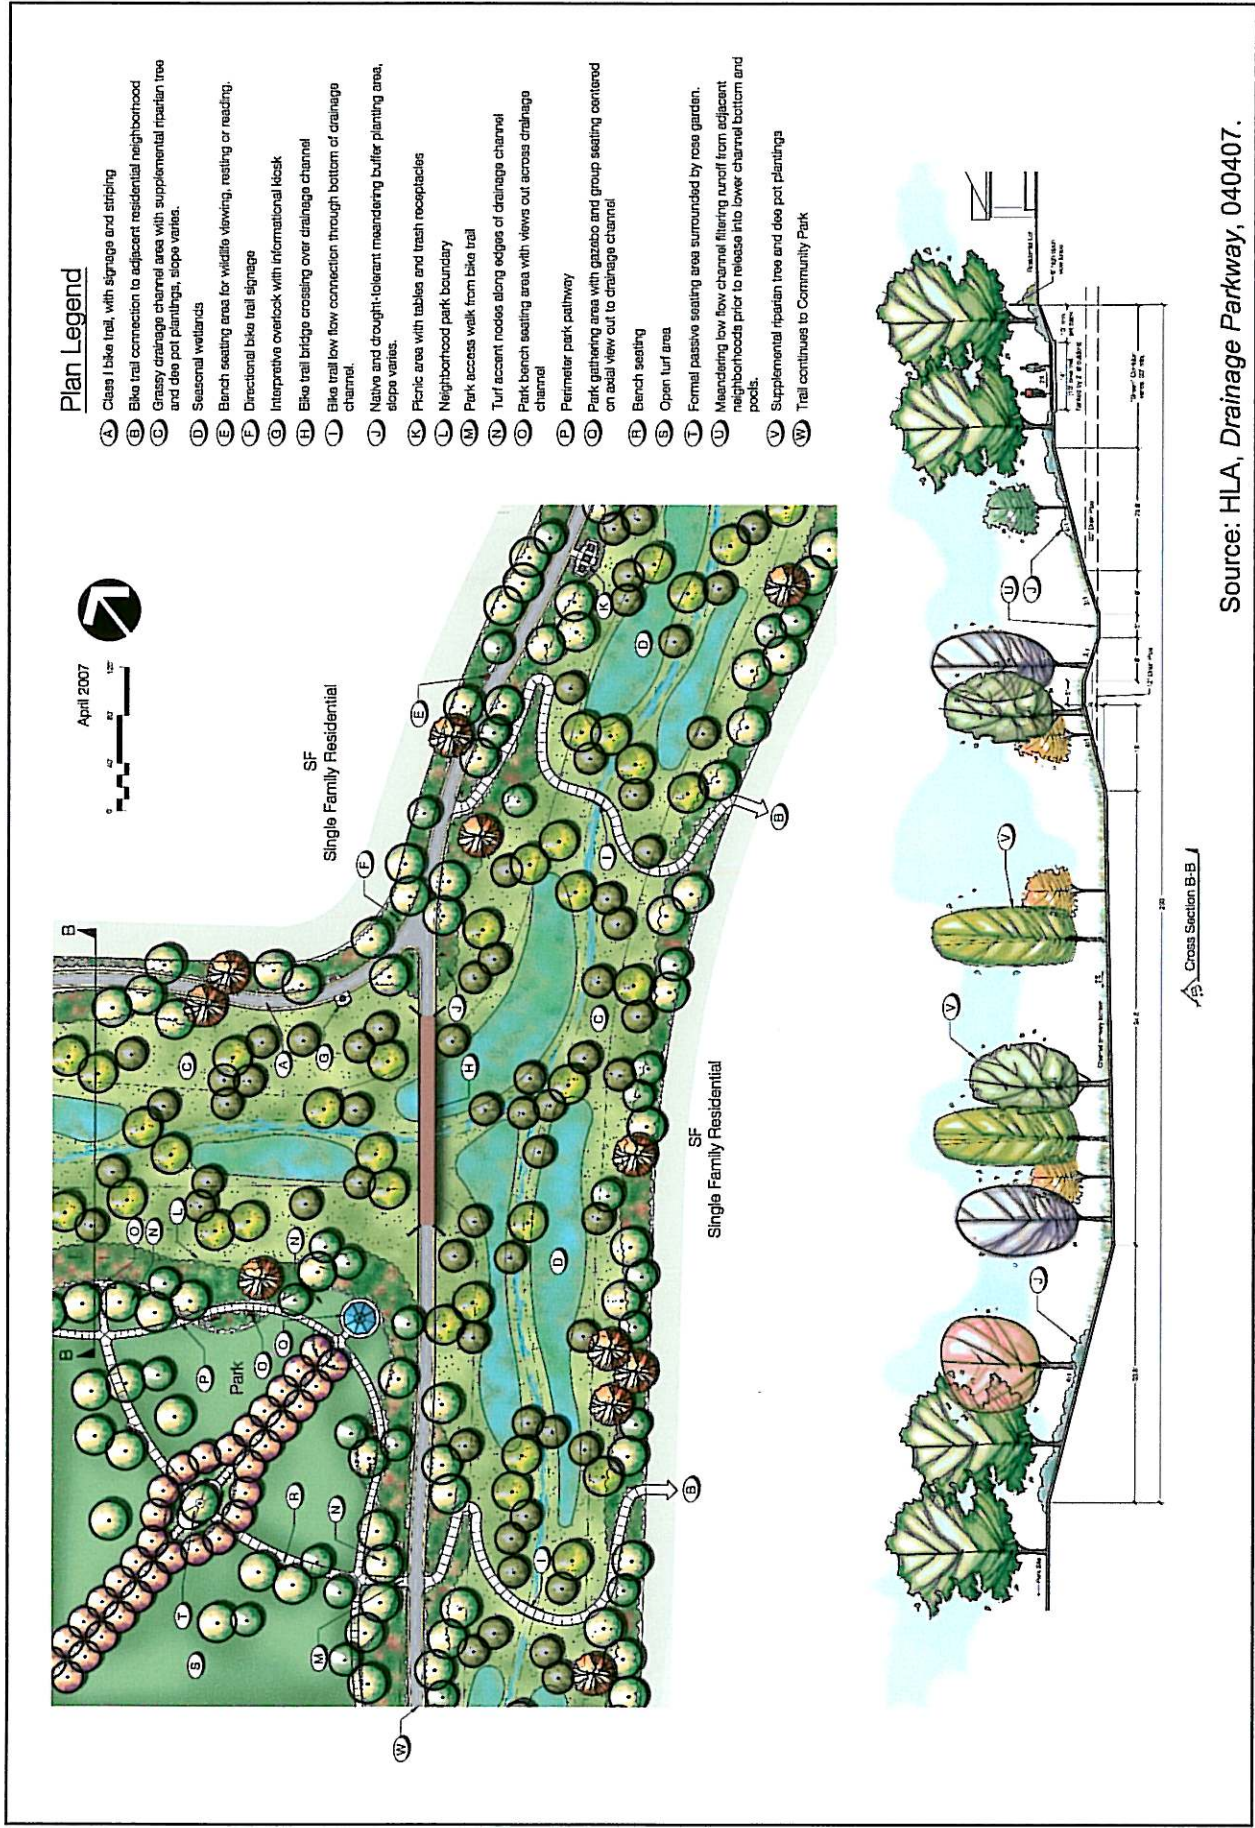 Plan Legend
A Class I bike trail, with signage and striping
B Bike trail connection to adjacent residential neighborhood
C Grassy drainage channel area with supplemental riparian tree
and dee pot plantings, slope varies.
D Seasonal wetlands
E Bench seating area for wildlife viewing, resting or reading.
F Directional bike trail signage
G Interpretive overlook with informational kiosk
H Bike trail bridge crossing over drainage channel
I Bike trail low flow connection through bottom of drainage
channel.
J Native and drought-tolerant meandering buffer planting area,
slope varies.
K Picnic area with tables and trash receptacles
L Neighborhood park boundary
M Park access walk from bike trail
N Turf accent nodes along edges of drainage channel
O Park bench seating area with views out across drainage
channel
P Perimeter park pathway
Q Park gathering area with gazebo and group seating centered
on axial view out to drainage channel
R Bench seating
S Open turf area
T Formal passive seating area surrounded by rose garden.
U Meandering low flow channel filtering runoff from adjacent
neighborhoods prior to release into lower channel bottom and
pools.
V Supplemental riparian tree and dee pot plantings
W Trail continues to Community Park
April 2007
0 40 80 120
SF
Single Family Residential
SF
Single Family Residential
Park
B
B
A
B
B
C
C
D
D
E
F
G
H
I
I
J
K
L
M
N
N
N
O
O
P
Q
R
S
T
W
J
V
V
U
J
Park Site
Cross Section B-B
Source: HLA, Drainage Parkway, 040407.